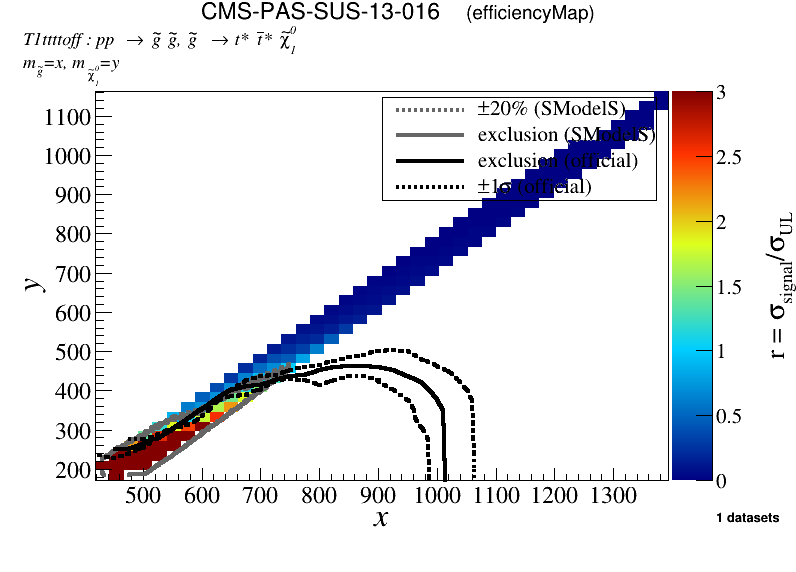 CMS-PAS-SUS-13-016 (efficiencyMap)
T1ttttoff : pp → g̃ g̃, g̃ → t* t̄* χ̃₁⁰
m_g̃=x, m_χ̃₁⁰=y
±20% (SModelS)
exclusion (SModelS)
exclusion (official)
±1σ (official)
1100
1000
900
800
700
600
500
400
300
200
y
500 600 700 800 900 1000 1100 1200 1300
x
3
2.5
2
1.5
1
0.5
0
r = σ_signal/σ_UL
1 datasets